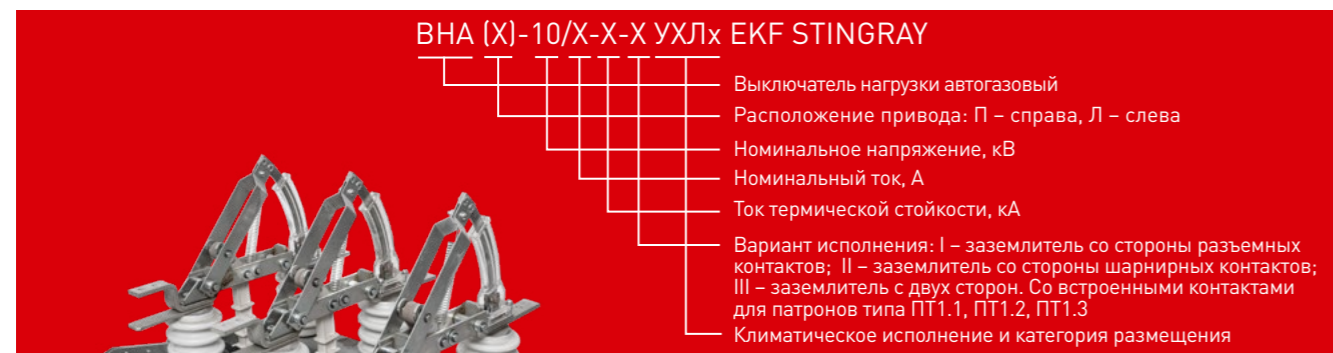 ВНА (Х)-10/Х-Х-Х УХЛх EKF STINGRAY
Выключатель нагрузки автогазовый
Расположение привода: П – справа, Л – слева
Номинальное напряжение, кВ
Номинальный ток, А
Ток термической стойкости, кА
Вариант исполнения: I – заземлитель со стороны разъемных
контактов;  II – заземлитель со стороны шарнирных контактов;
III – заземлитель с двух сторон. Со встроенными контактами
для патронов типа ПТ1.1, ПТ1.2, ПТ1.3
Климатическое исполнение и категория размещения